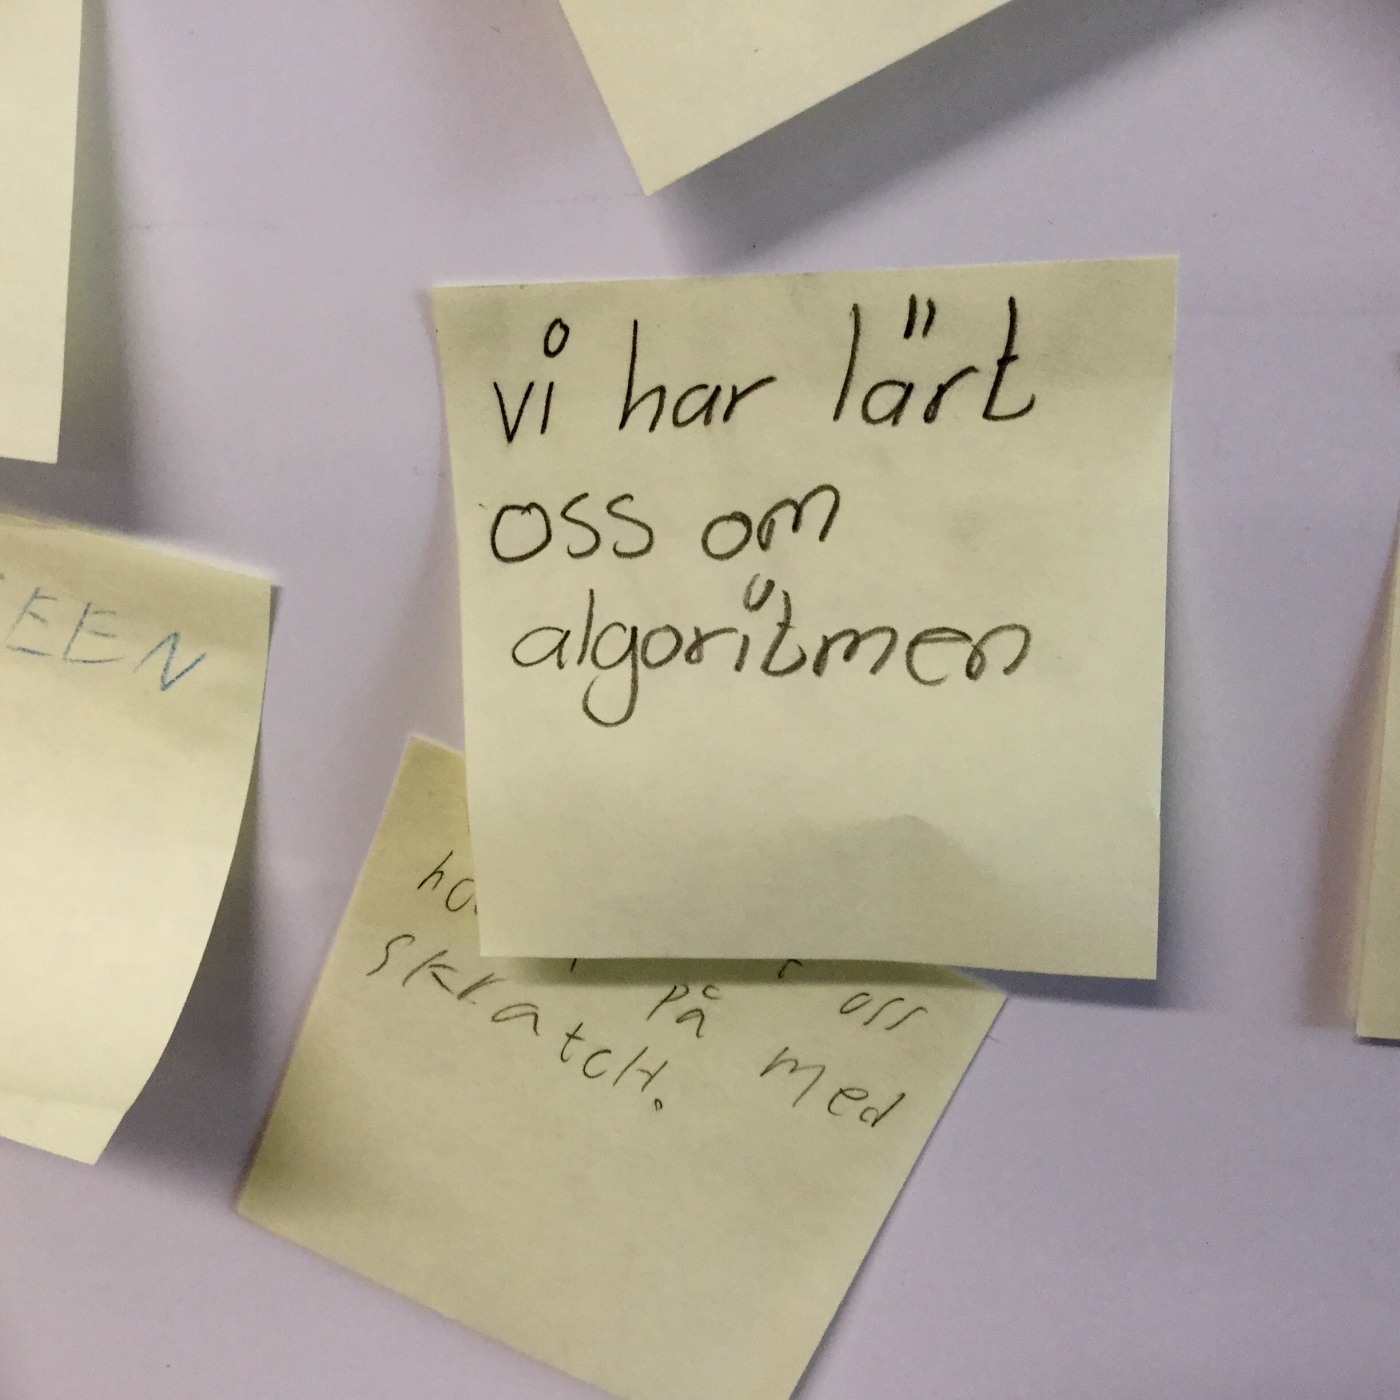 vi har lärt
oss om
algoritmen
EEN
på oss
skratcH. med